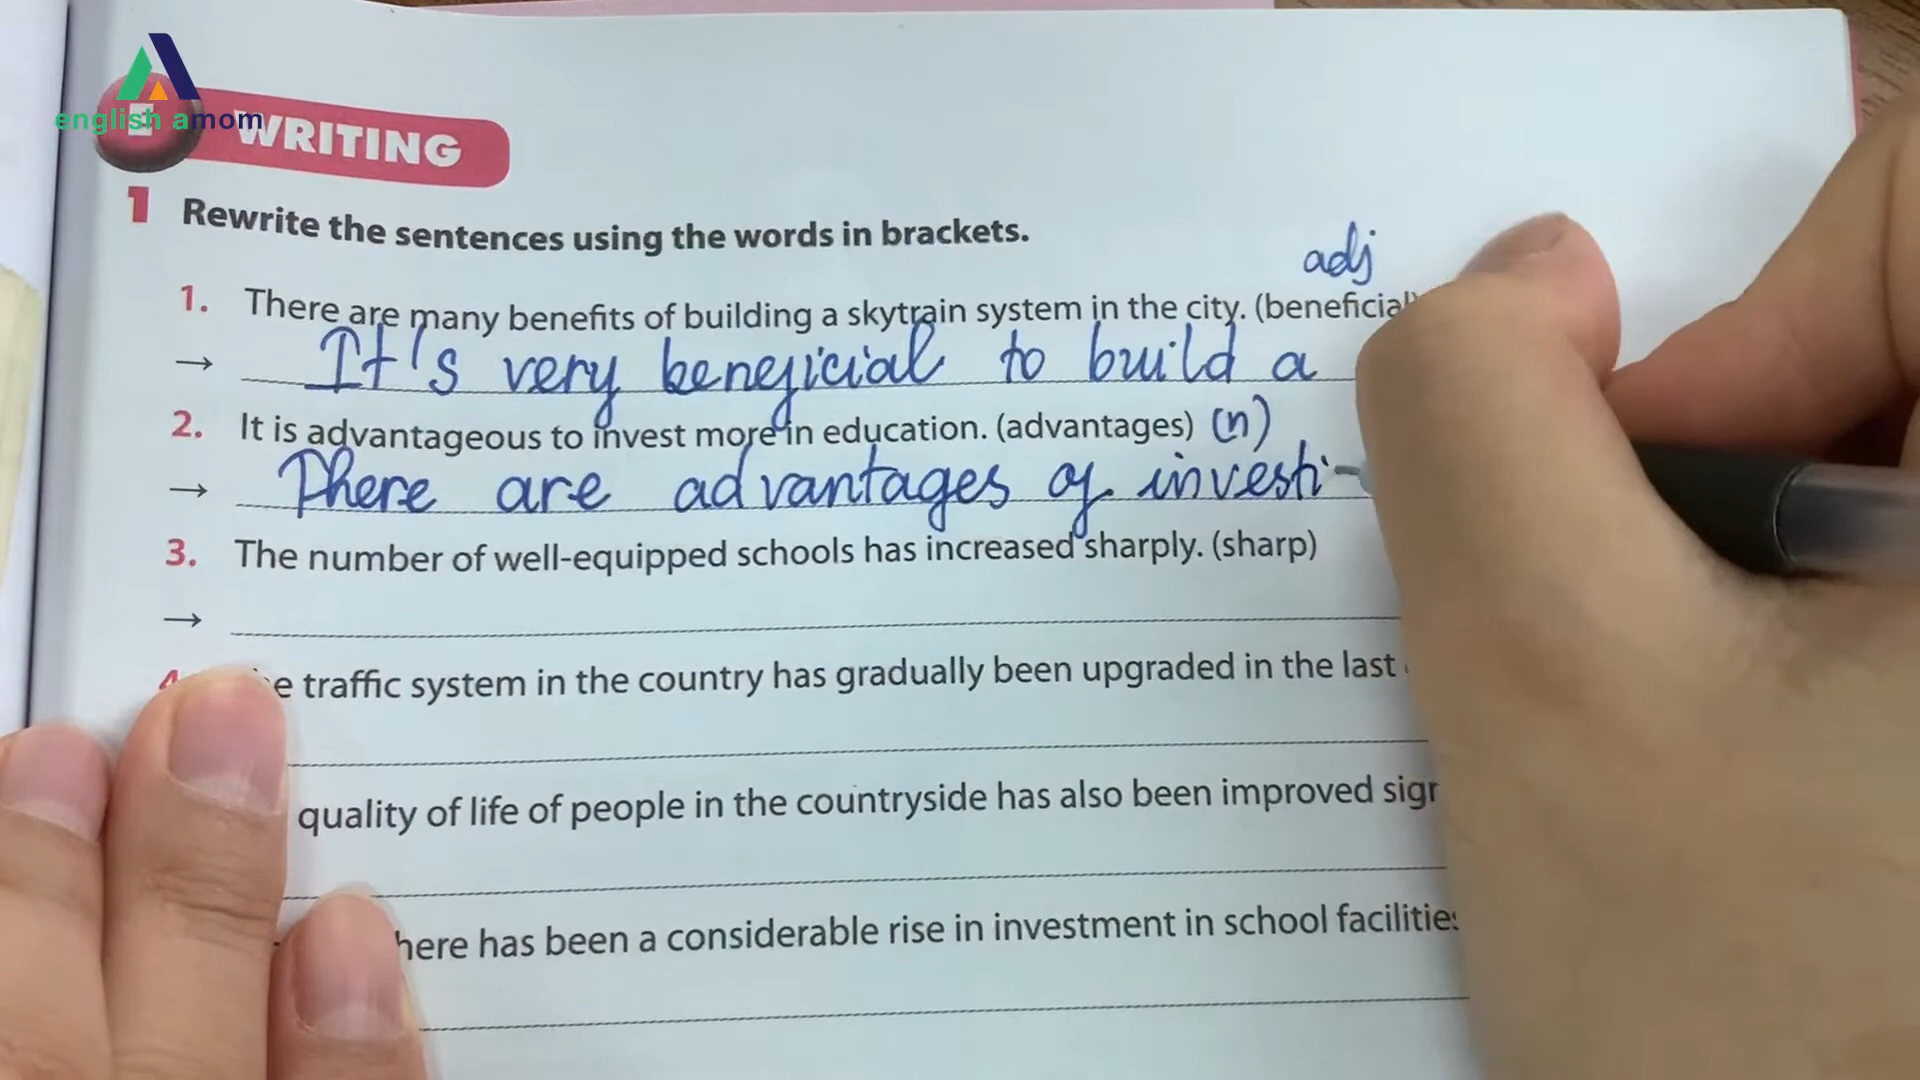 english amom
WRITING
1 Rewrite the sentences using the words in brackets.
adj
1. There are many benefits of building a skytrain system in the city. (beneficial)
→ It's very beneficial to build a
2. It is advantageous to invest more in education. (advantages) (n)
→ There are advantages of investi
3. The number of well-equipped schools has increased sharply. (sharp)
→
4. e traffic system in the country has gradually been upgraded in the last
quality of life of people in the countryside has also been improved sig
here has been a considerable rise in investment in school facilities